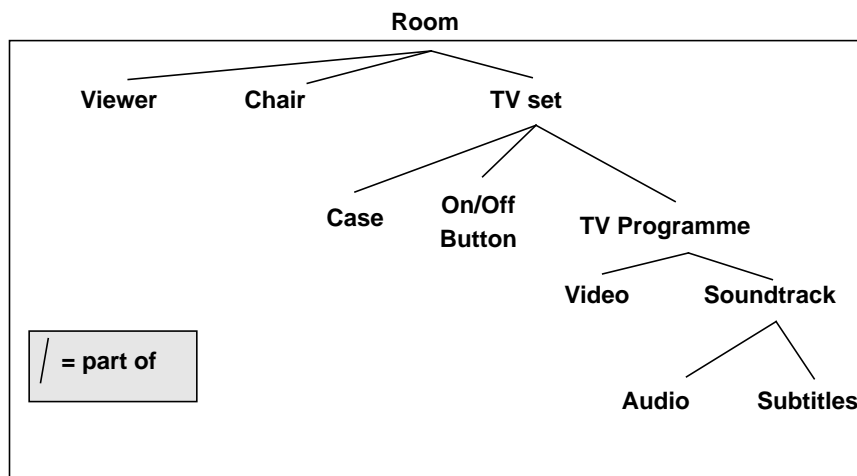 Room
Viewer
Chair
TV set
Case
On/Off
Button
TV Programme
Video
Soundtrack
/ = part of
Audio
Subtitles